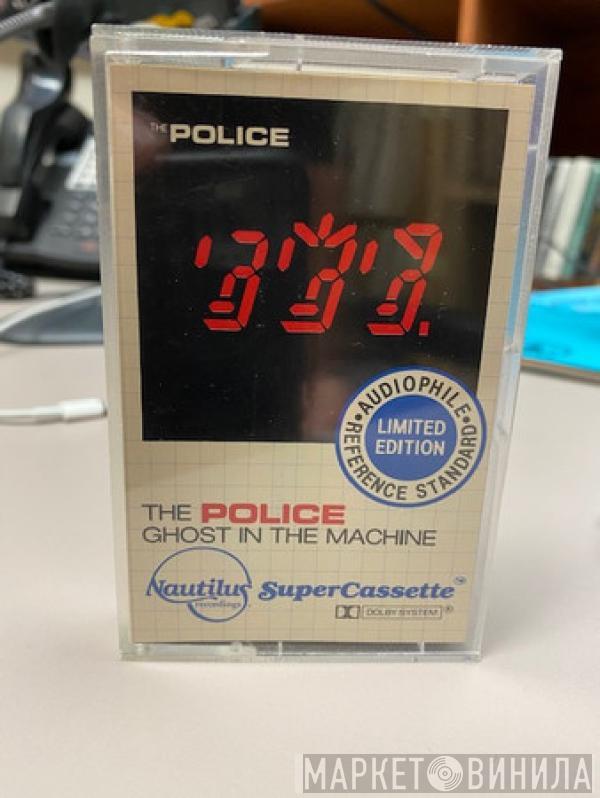 THE POLICE
•AUDIOPHILE•
REFERENCE STANDARD
LIMITED
EDITION
THE POLICE
GHOST IN THE MACHINE
Nautilus SuperCassette™
recordings
DOLBY SYSTEM®
МАРКЕТ ВИНИЛА